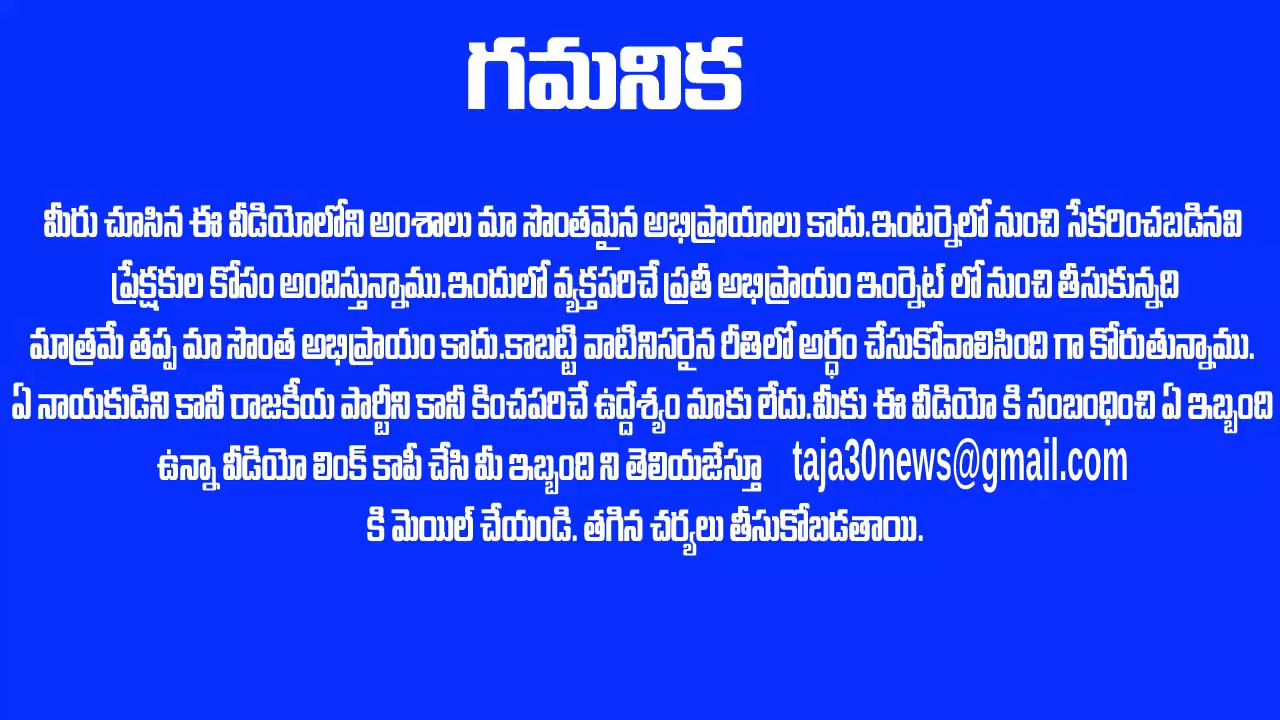 గమనిక
మీరు చూసిన ఈ వీడియోలోని అంశాలు మా సొంతమైన అభిప్రాయాలు కాదు.ఇంటర్నెలో నుంచి సేకరించబడినవి
ప్రేక్షకుల కోసం అందిస్తున్నాము.ఇందులో వ్యక్తపరిచే ప్రతీ అభిప్రాయం ఇంర్నెట్ లో నుంచి తీసుకున్నది
మాత్రమే తప్ప మా సొంత అభిప్రాయం కాదు.కాబట్టి వాటినిసరైన రీతిలో అర్ధం చేసుకోవాలిసింది గా కోరుతున్నాము.
ఏ నాయకుడిని కానీ రాజకీయ పార్టీని కానీ కించపరిచే ఉద్దేశ్యం మాకు లేదు.మీకు ఈ వీడియో కి సంబంధించి ఏ ఇబ్బంది
ఉన్నా వీడియో లింక్ కాపీ చేసి మీ ఇబ్బంది ని తెలియజేస్తూ taja30news@gmail.com
కి మెయిల్ చేయండి. తగిన చర్యలు తీసుకోబడతాయి.